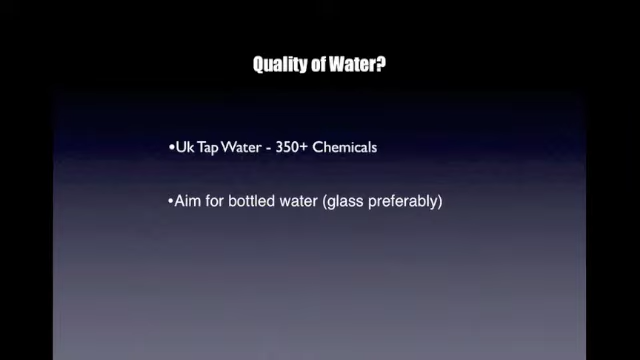 Quality of Water?
•Uk Tap Water - 350+ Chemicals
•Aim for bottled water (glass preferably)